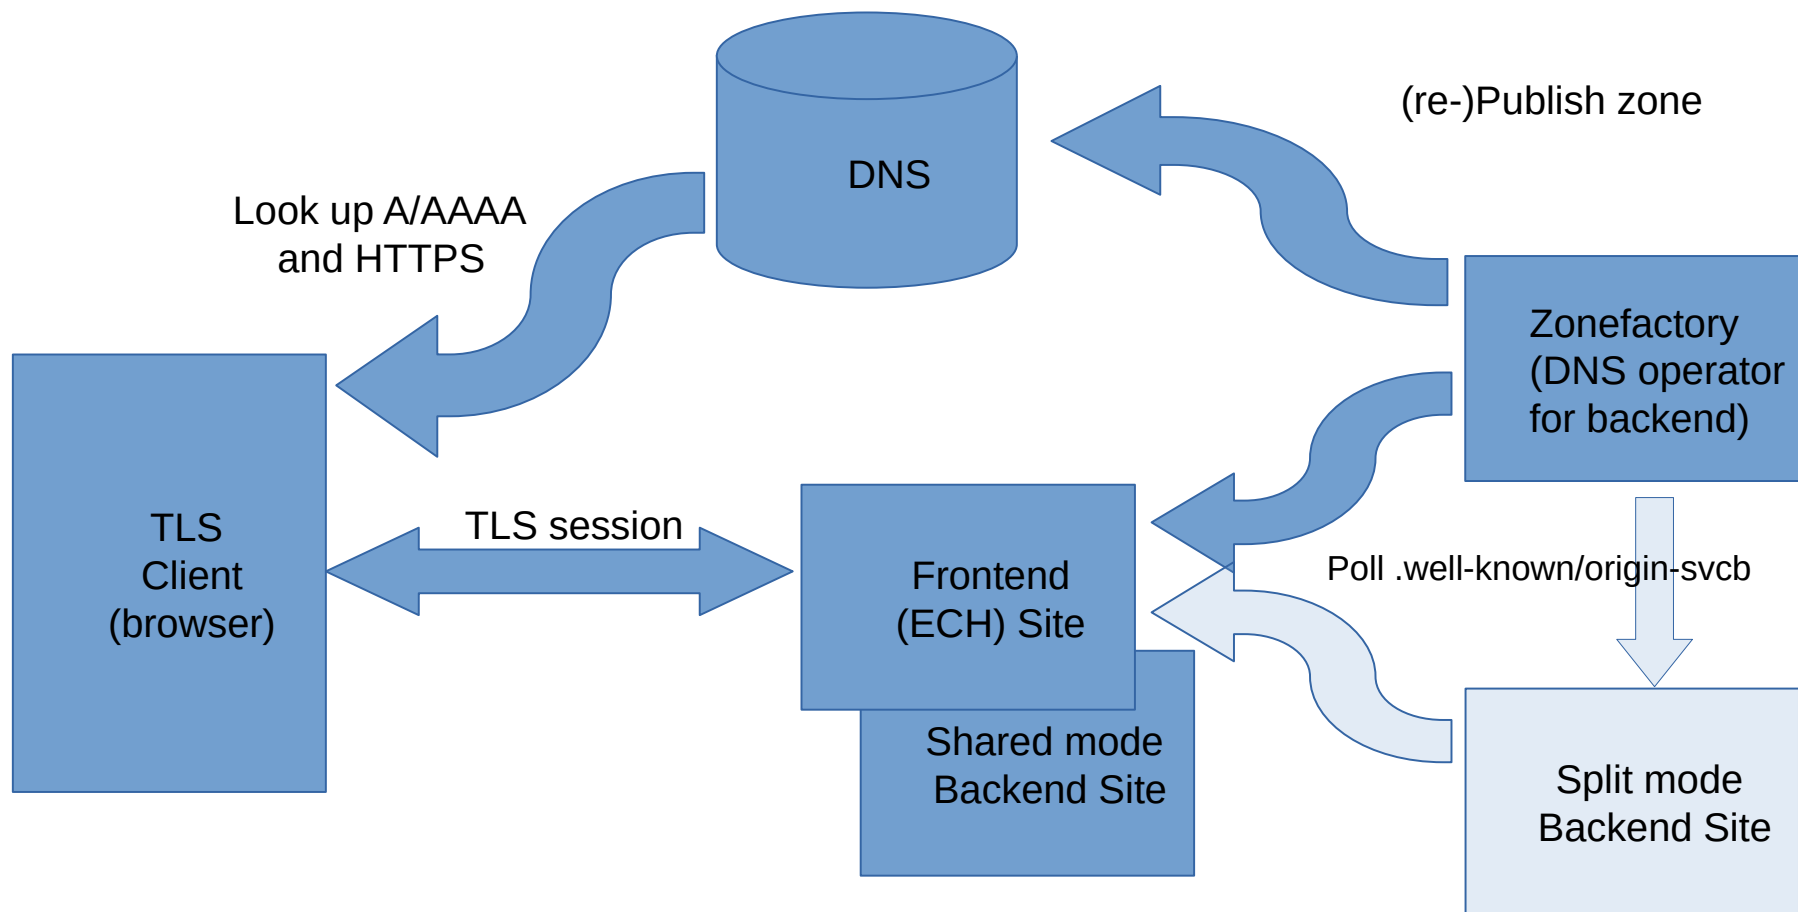 (re-)Publish zone
DNS
Look up A/AAAA
and HTTPS
Zonefactory
(DNS operator
for backend)
TLS
Client
(browser)
TLS session
Frontend
(ECH) Site
Poll .well-known/origin-svcb
Shared mode
Backend Site
Split mode
Backend Site